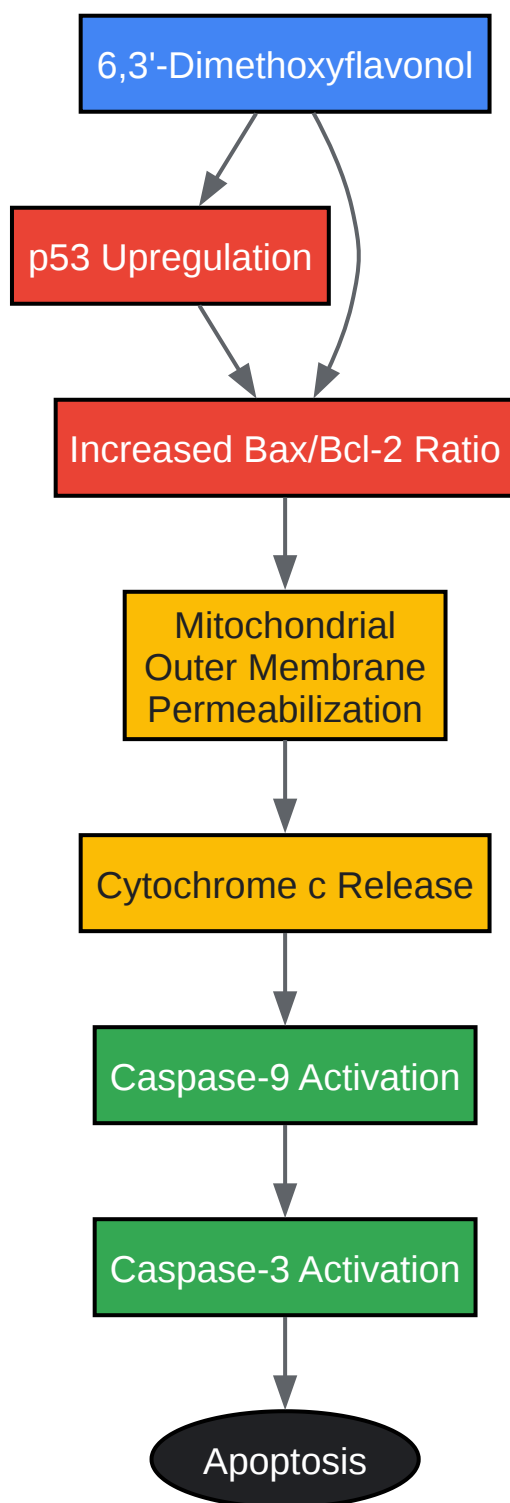 6,3'-Dimethoxyflavonol
p53 Upregulation
Increased Bax/Bcl-2 Ratio
Mitochondrial
Outer Membrane
Permeabilization
Cytochrome c Release
Caspase-9 Activation
Caspase-3 Activation
Apoptosis